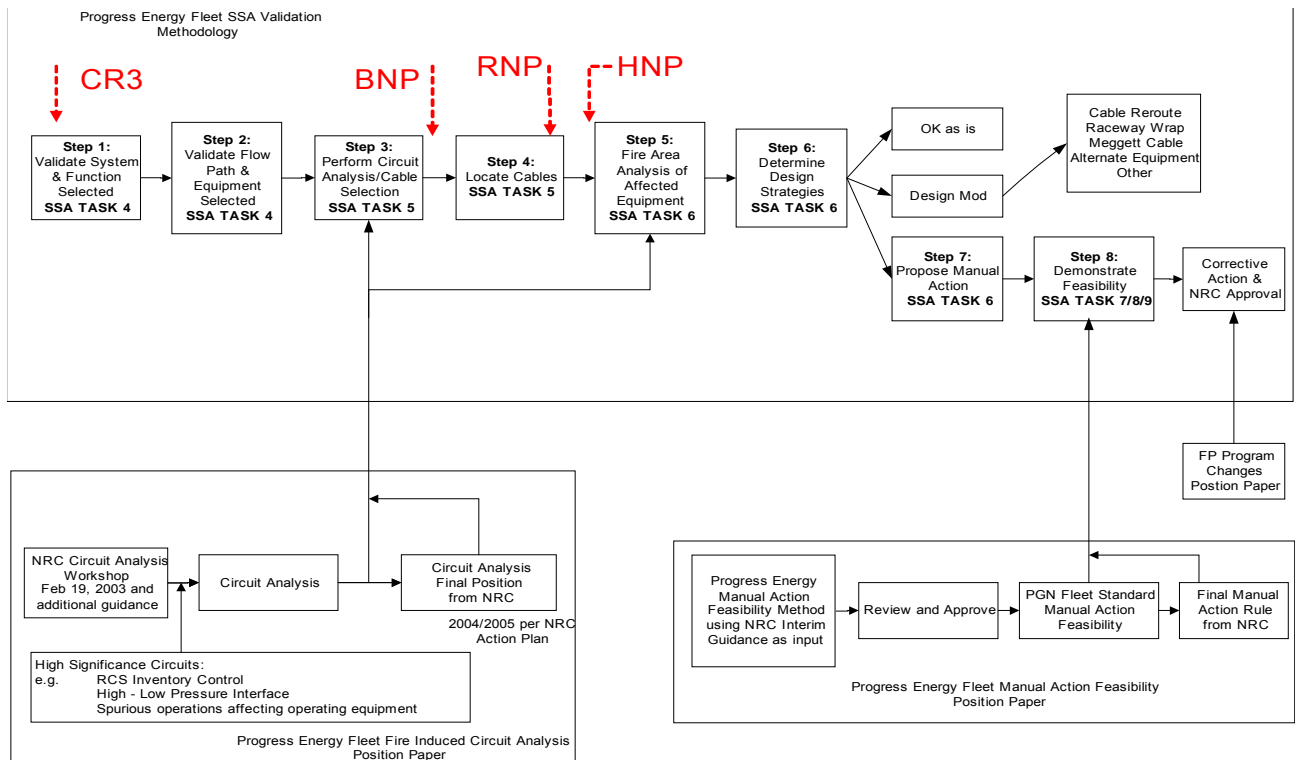 Progress Energy Fleet SSA Validation
Methodology
CR3
BNP
RNP
HNP
Step 1:
Validate System
& Function
Selected
SSA TASK 4
Step 2:
Validate Flow
Path &
Equipment
Selected
SSA TASK 4
Step 3:
Perform Circuit
Analysis/Cable
Selection
SSA TASK 5
Step 4:
Locate Cables
SSA TASK 5
Step 5:
Fire Area
Analysis of
Affected
Equipment
SSA TASK 6
Step 6:
Determine
Design
Strategies
SSA TASK 6
OK as is
Design Mod
Cable Reroute
Raceway Wrap
Meggett Cable
Alternate Equipment
Other
Step 7:
Propose Manual
Action
SSA TASK 6
Step 8:
Demonstrate
Feasibility
SSA TASK 7/8/9
Corrective
Action &
NRC Approval
FP Program
Changes
Postion Paper
NRC Circuit Analysis
Workshop
Feb 19, 2003 and
additional guidance
Circuit Analysis
Circuit Analysis
Final Position
from NRC
2004/2005 per NRC
Action Plan
High Significance Circuits:
e.g. RCS Inventory Control
High - Low Pressure Interface
Spurious operations affecting operating equipment
Progress Energy Fleet Fire Induced Circuit Analysis
Position Paper
Progress Energy
Manual Action
Feasibility Method
using NRC Interim
Guidance as input
Review and Approve
PGN Fleet Standard
Manual Action
Feasibility
Final Manual
Action Rule
from NRC
Progress Energy Fleet Manual Action Feasibility
Position Paper